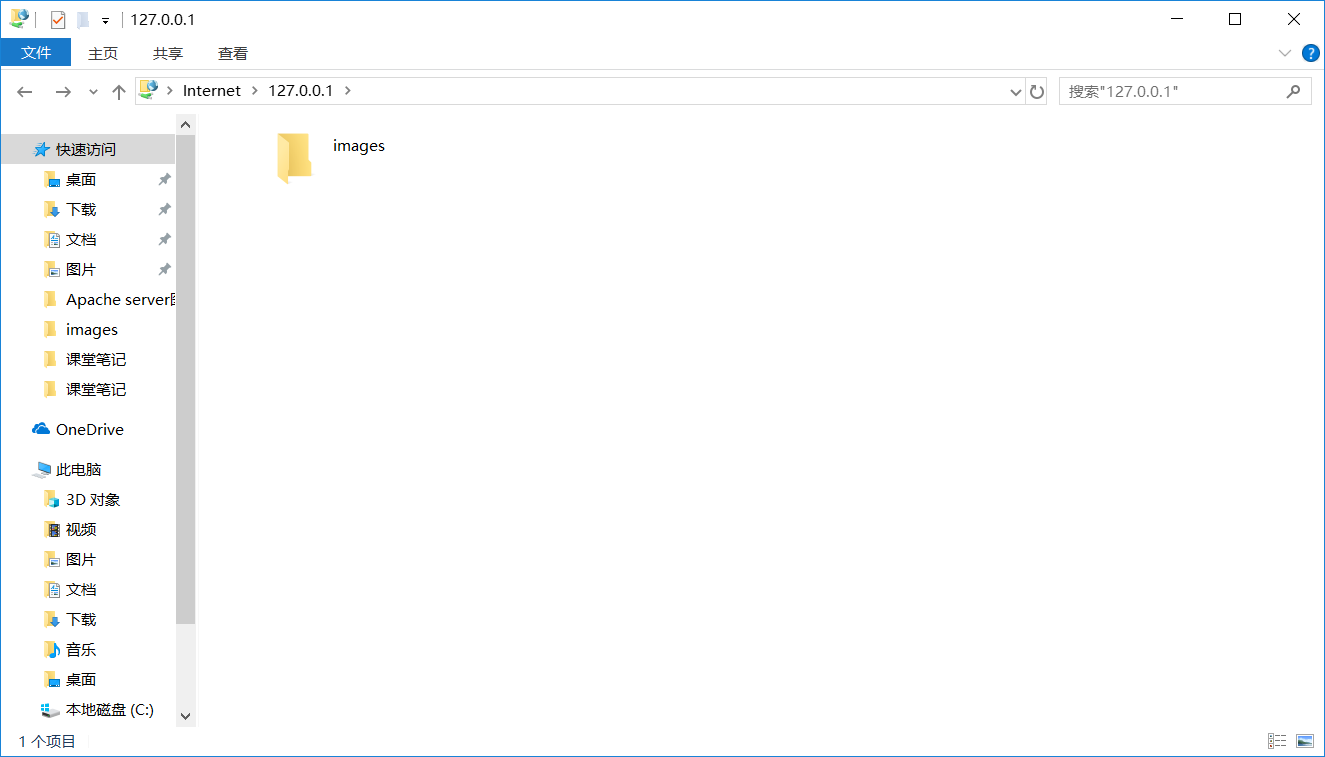 127.0.0.1
文件 主页 共享 查看
Internet 127.0.0.1 搜索"127.0.0.1"
快速访问
桌面
下载
文档
图片
Apache server
images
课堂笔记
课堂笔记
OneDrive
此电脑
3D 对象
视频
图片
文档
下载
音乐
桌面
本地磁盘 (C:)
images
1 个项目